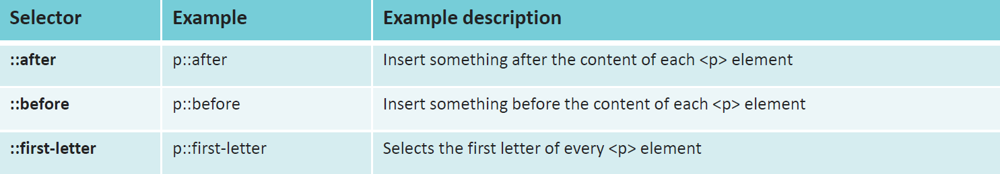 Selector Example Example description
::after p::after Insert something after the content of each <p> element
::before p::before Insert something before the content of each <p> element
::first-letter p::first-letter Selects the first letter of every <p> element